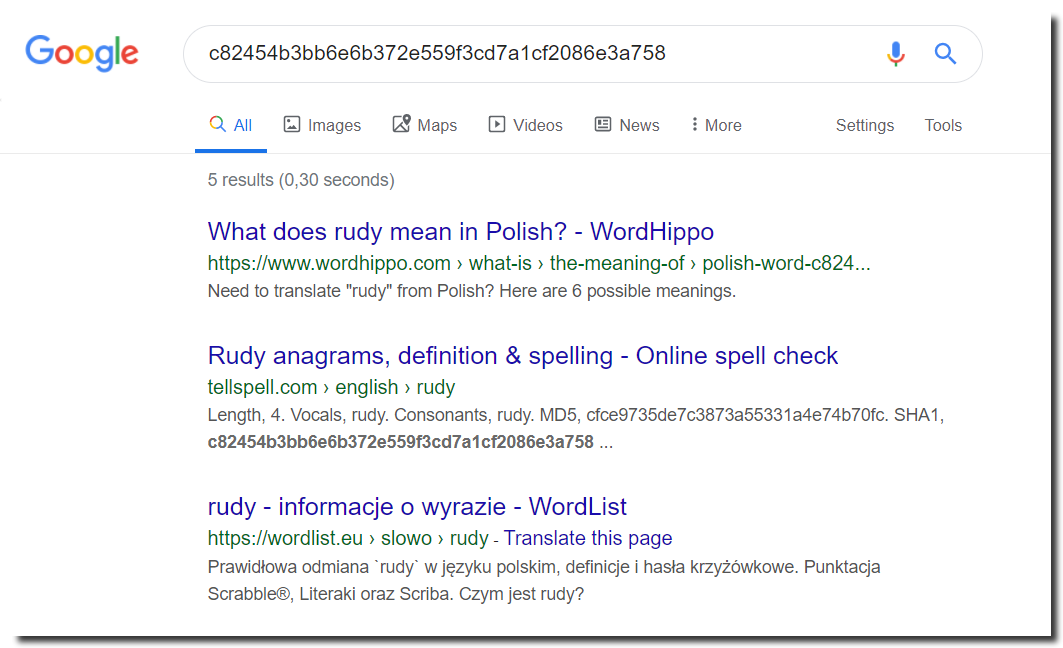 Google
c82454b3bb6e6b372e559f3cd7a1cf2086e3a758
All Images Maps Videos News More Settings Tools
5 results (0,30 seconds)
What does rudy mean in Polish? - WordHippo
https://www.wordhippo.com › what-is › the-meaning-of › polish-word-c824...
Need to translate "rudy" from Polish? Here are 6 possible meanings.
Rudy anagrams, definition & spelling - Online spell check
tellspell.com › english › rudy
Length, 4. Vocals, rudy. Consonants, rudy. MD5, cfce9735de7c3873a55331a4e74b70fc. SHA1,
c82454b3bb6e6b372e559f3cd7a1cf2086e3a758 ...
rudy - informacje o wyrazie - WordList
https://wordlist.eu › slowo › rudy - Translate this page
Prawidłowa odmiana `rudy` w języku polskim, definicje i hasła krzyżówkowe. Punktacja
Scrabble®, Literaki oraz Scriba. Czym jest rudy?